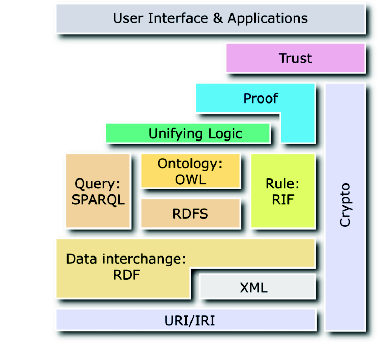 User Interface & Applications
Trust
Proof
Unifying Logic
Query:
SPARQL
Ontology:
OWL
RDFS
Rule:
RIF
Crypto
Data interchange:
RDF
XML
URI/IRI